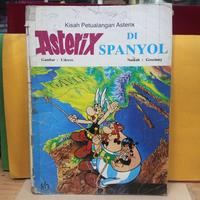 Kisah Petualangan Asterix
Asterix DI
SPANYOL
Gambar : Uderzo Naskah : Goscinny